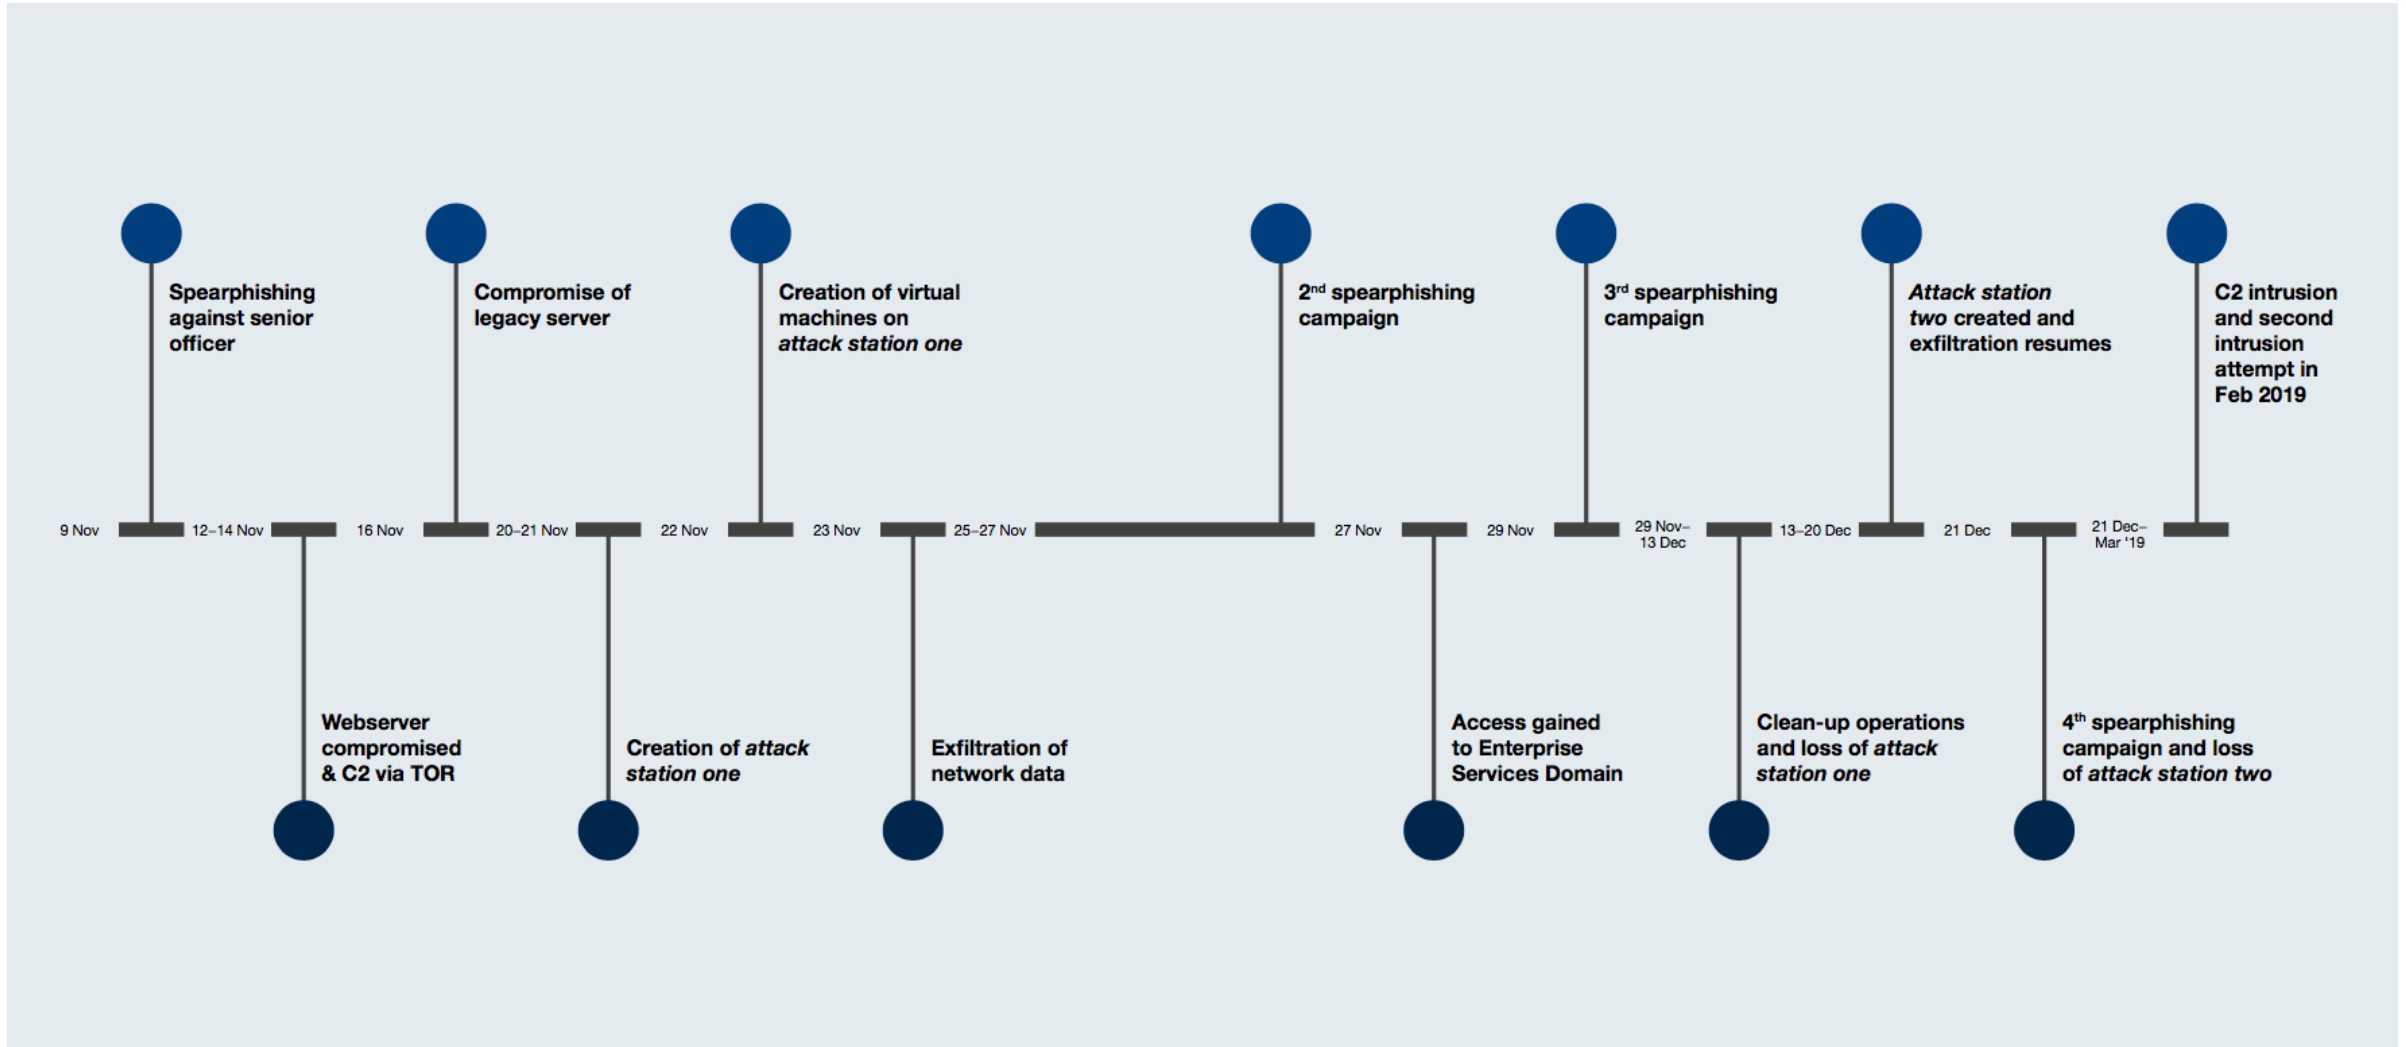 Spearphishing
against senior
officer
Compromise of
legacy server
Creation of virtual
machines on
attack station one
2nd spearphishing
campaign
3rd spearphishing
campaign
Attack station
two created and
exfiltration resumes
C2 intrusion
and second
intrusion
attempt in
Feb 2019
9 Nov
12–14 Nov
16 Nov
20–21 Nov
22 Nov
23 Nov
25–27 Nov
27 Nov
29 Nov
29 Nov–
13 Dec
13–20 Dec
21 Dec
21 Dec–
Mar '19
Webserver
compromised
& C2 via TOR
Creation of attack
station one
Exfiltration of
network data
Access gained
to Enterprise
Services Domain
Clean-up operations
and loss of attack
station one
4th spearphishing
campaign and loss
of attack station two